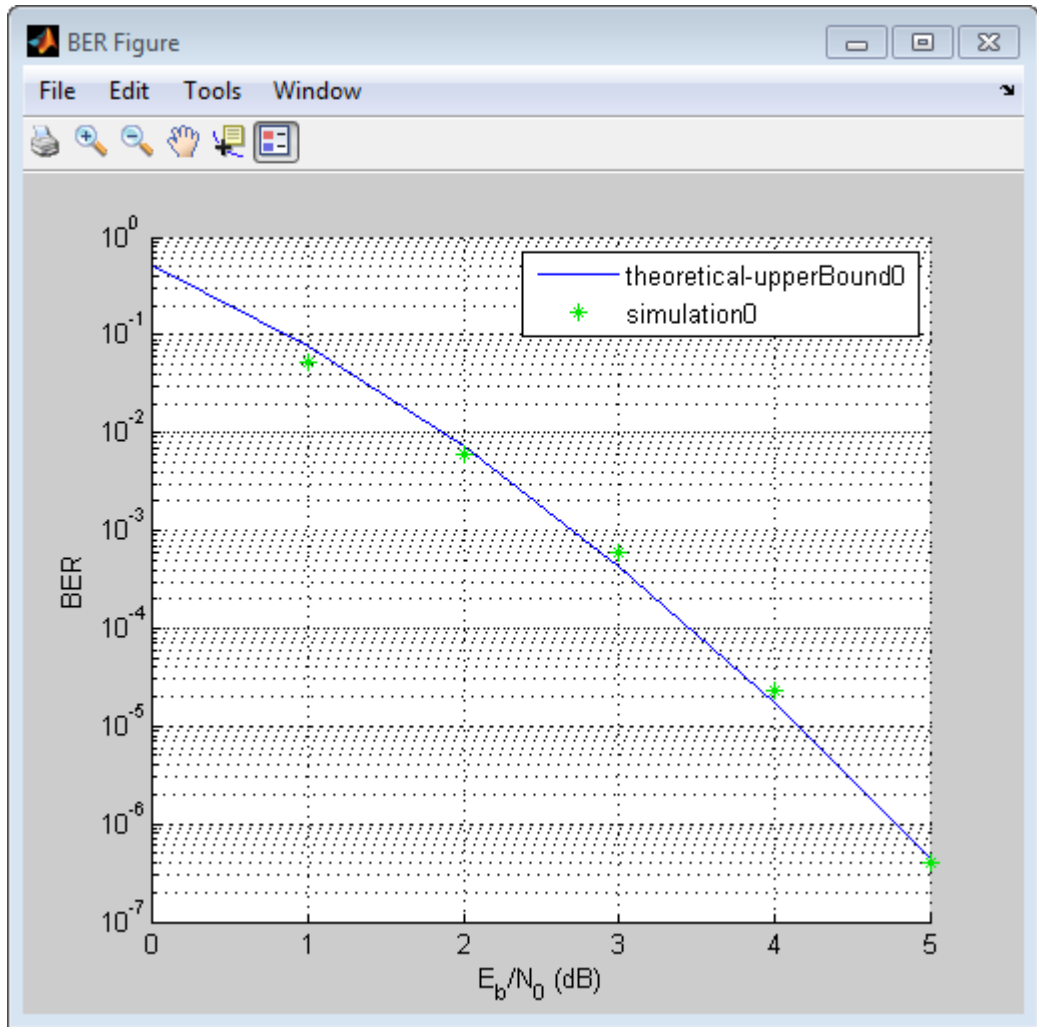 BER Figure
File Edit Tools Window
10^0
10^-1
10^-2
10^-3
10^-4
10^-5
10^-6
10^-7
BER
theoretical-upperBound0
simulation0
0 1 2 3 4 5
E_b/N_0 (dB)